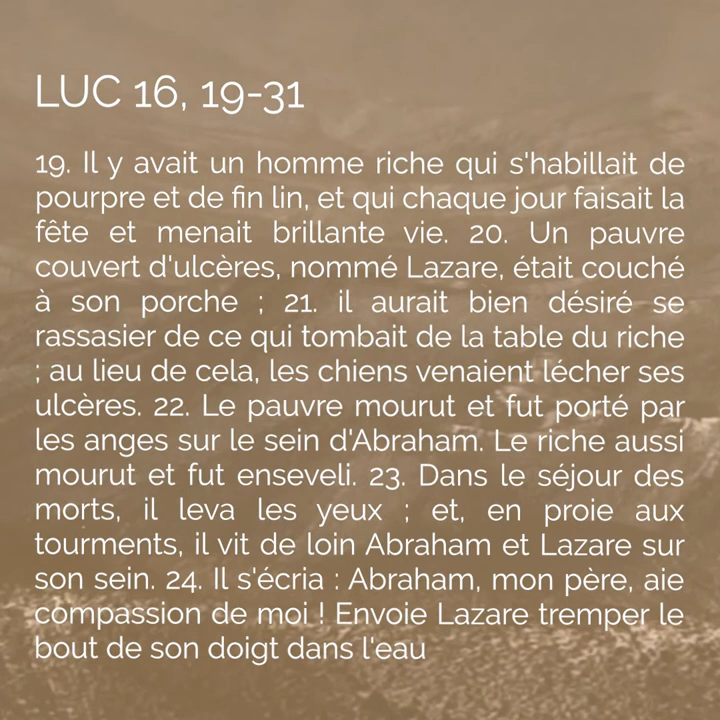 LUC 16, 19-31
19. Il y avait un homme riche qui s'habillait de
pourpre et de fin lin, et qui chaque jour faisait la
fête et menait brillante vie. 20. Un pauvre
couvert d'ulcères, nommé Lazare, était couché
à son porche ; 21. il aurait bien désiré se
rassasier de ce qui tombait de la table du riche
; au lieu de cela, les chiens venaient lécher ses
ulcères. 22. Le pauvre mourut et fut porté par
les anges sur le sein d'Abraham. Le riche aussi
mourut et fut enseveli. 23. Dans le séjour des
morts, il leva les yeux ; et, en proie aux
tourments, il vit de loin Abraham et Lazare sur
son sein. 24. Il s'écria : Abraham, mon père, aie
compassion de moi ! Envoie Lazare tremper le
bout de son doigt dans l'eau